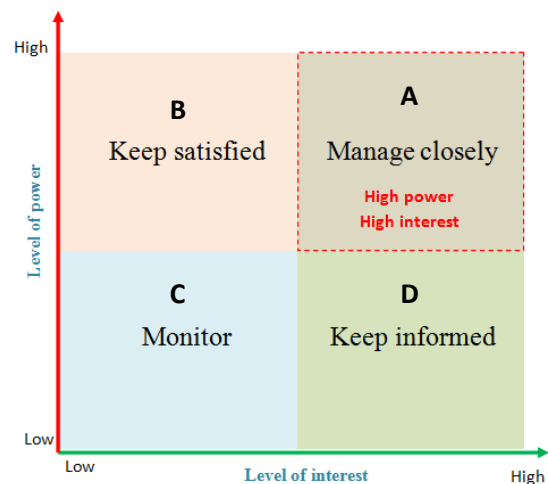 High
B
Keep satisfied
A
Manage closely
High power
High interest
Level of power
C
Monitor
D
Keep informed
Low
Low
Level of interest
High